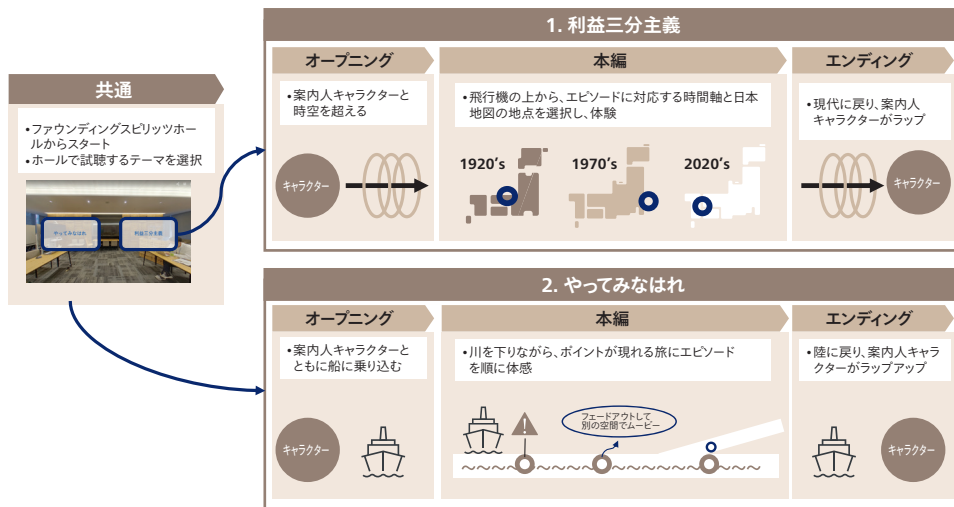 共通
•ファウンディングスピリッツホー
ルからスタート
•ホールで試聴するテーマを選択
やってみなはれ
利益三分主義
1. 利益三分主義
オープニング
•案内人キャラクターと
時空を超える
キャラクター
本編
•飛行機の上から、エピソードに対応する時間軸と日本
地図の地点を選択し、体験
1920’s
1970’s
2020’s
エンディング
•現代に戻り、案内人
キャラクターがラップ
キャラクター
2. やってみなはれ
オープニング
•案内人キャラクターと
ともに船に乗り込む
キャラクター
本編
•川を下りながら、ポイントが現れる旅にエピソード
を順に体感
!
フェードアウトして、
別の空間でムービー
エンディング
•陸に戻り、案内人キャラ
クターがラップアップ
キャラクター